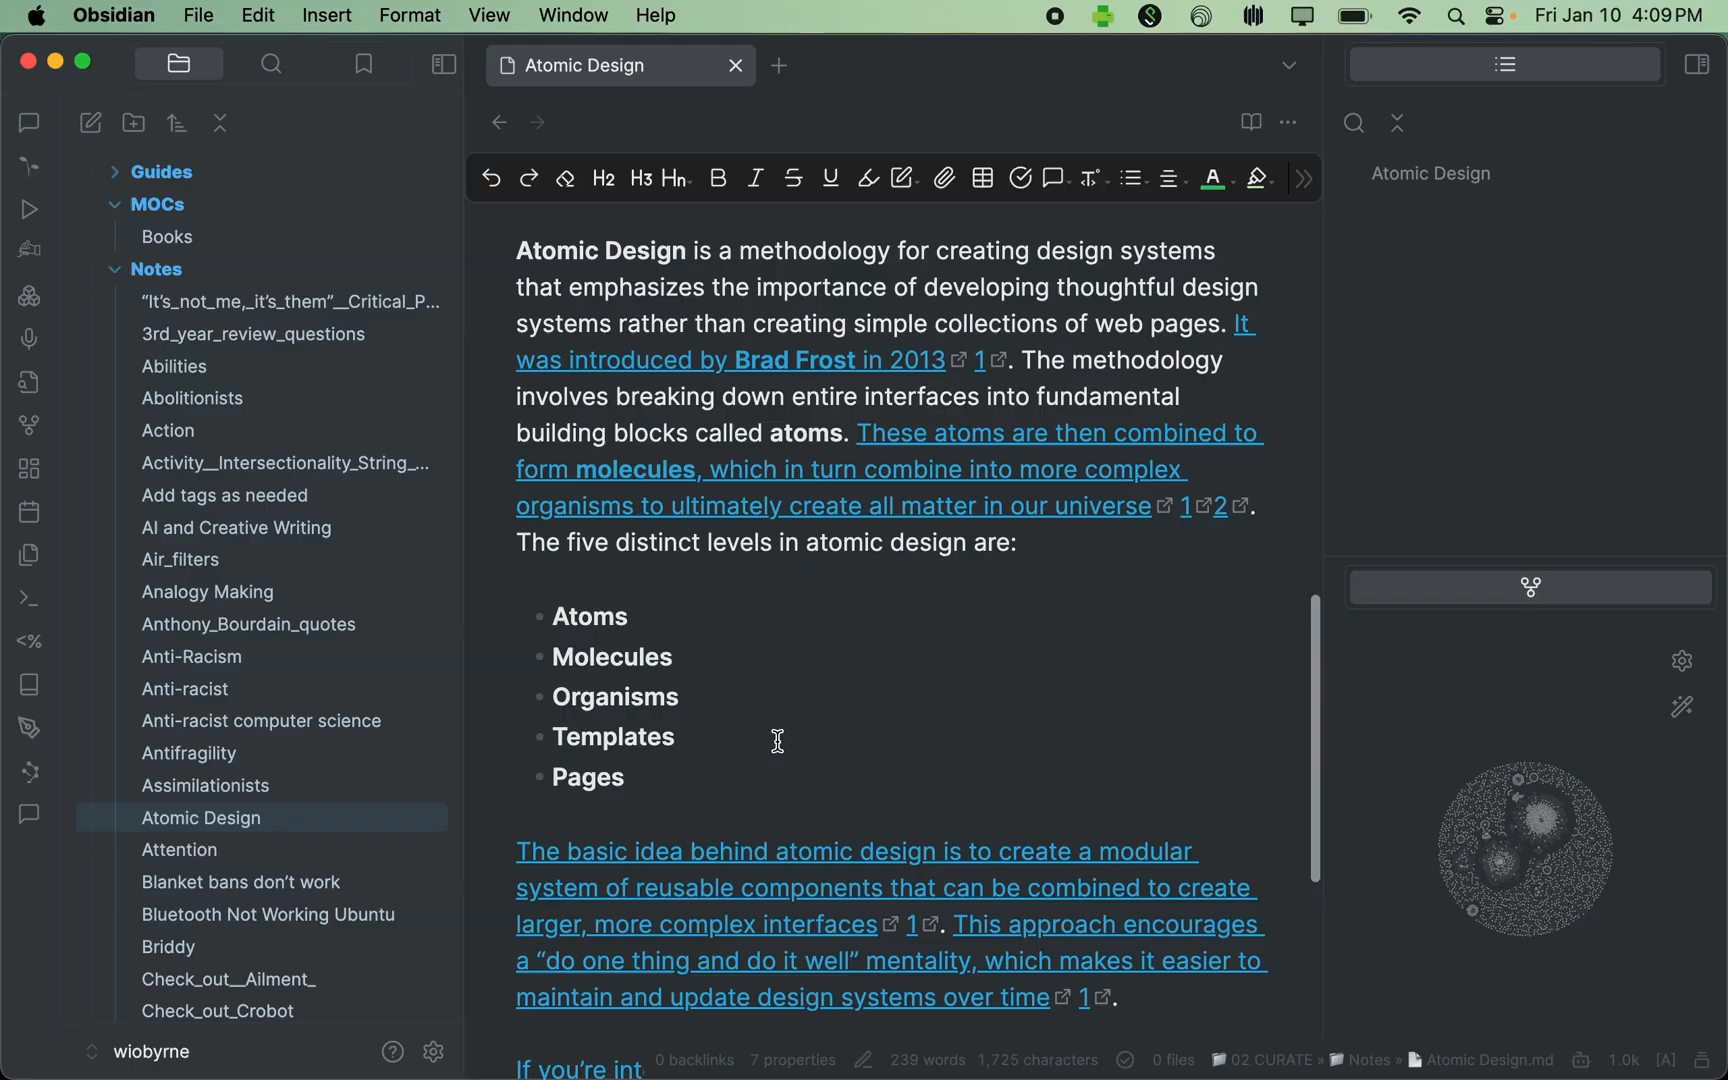 Obsidian File Edit Insert Format View Window Help
Fri Jan 10 4:09 PM
Guides
MOCs
Books
Notes
“It’s_not_me,_it’s_them”__Critical_P...
3rd_year_review_questions
Abilities
Abolitionists
Action
Activity__Intersectionality_String_...
Add tags as needed
AI and Creative Writing
Air_filters
Analogy Making
Anthony_Bourdain_quotes
Anti-Racism
Anti-racist
Anti-racist computer science
Antifragility
Assimilationists
Atomic Design
Attention
Blanket bans don’t work
Bluetooth Not Working Ubuntu
Briddy
Check_out__Ailment_
Check_out_Crobot
wiobyrne
Atomic Design
H2 H3 Hn B I S U A
Atomic Design is a methodology for creating design systems
that emphasizes the importance of developing thoughtful design
systems rather than creating simple collections of web pages. It
was introduced by Brad Frost in 2013 1. The methodology
involves breaking down entire interfaces into fundamental
building blocks called atoms. These atoms are then combined to
form molecules, which in turn combine into more complex
organisms to ultimately create all matter in our universe 1 2.
The five distinct levels in atomic design are:
Atoms
Molecules
Organisms
Templates
Pages
The basic idea behind atomic design is to create a modular
system of reusable components that can be combined to create
larger, more complex interfaces 1. This approach encourages
a “do one thing and do it well” mentality, which makes it easier to
maintain and update design systems over time 1.
If you’re int
0 backlinks 7 properties 239 words 1,725 characters 0 files 02 CURATE » Notes » Atomic Design.md 1.0k [A]
Atomic Design